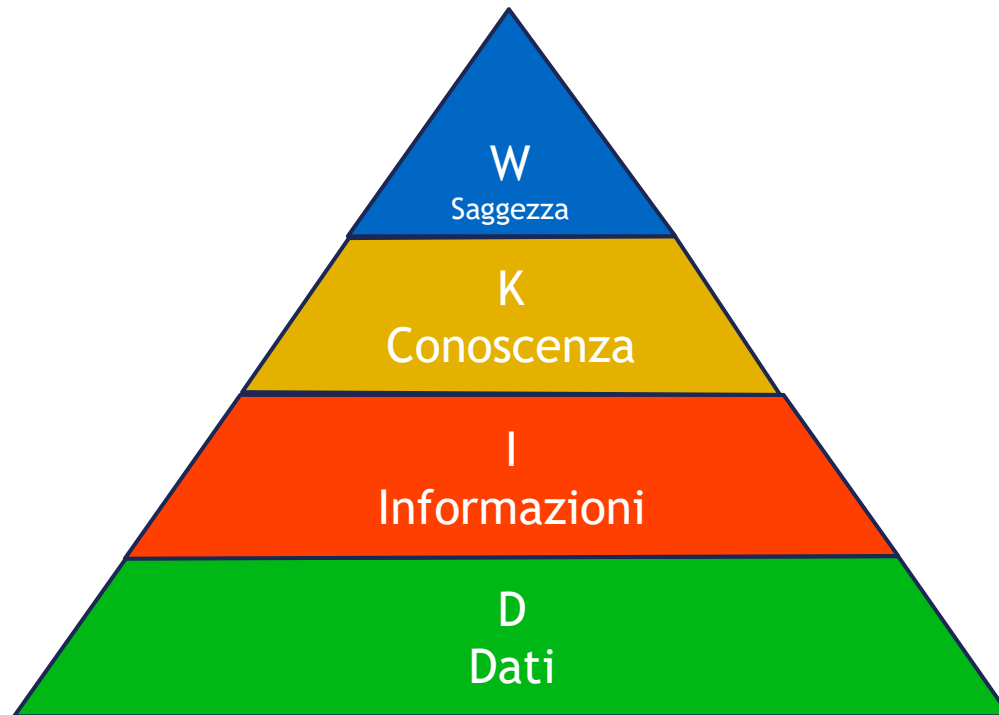 W
Saggezza
K
Conoscenza
I
Informazioni
D
Dati